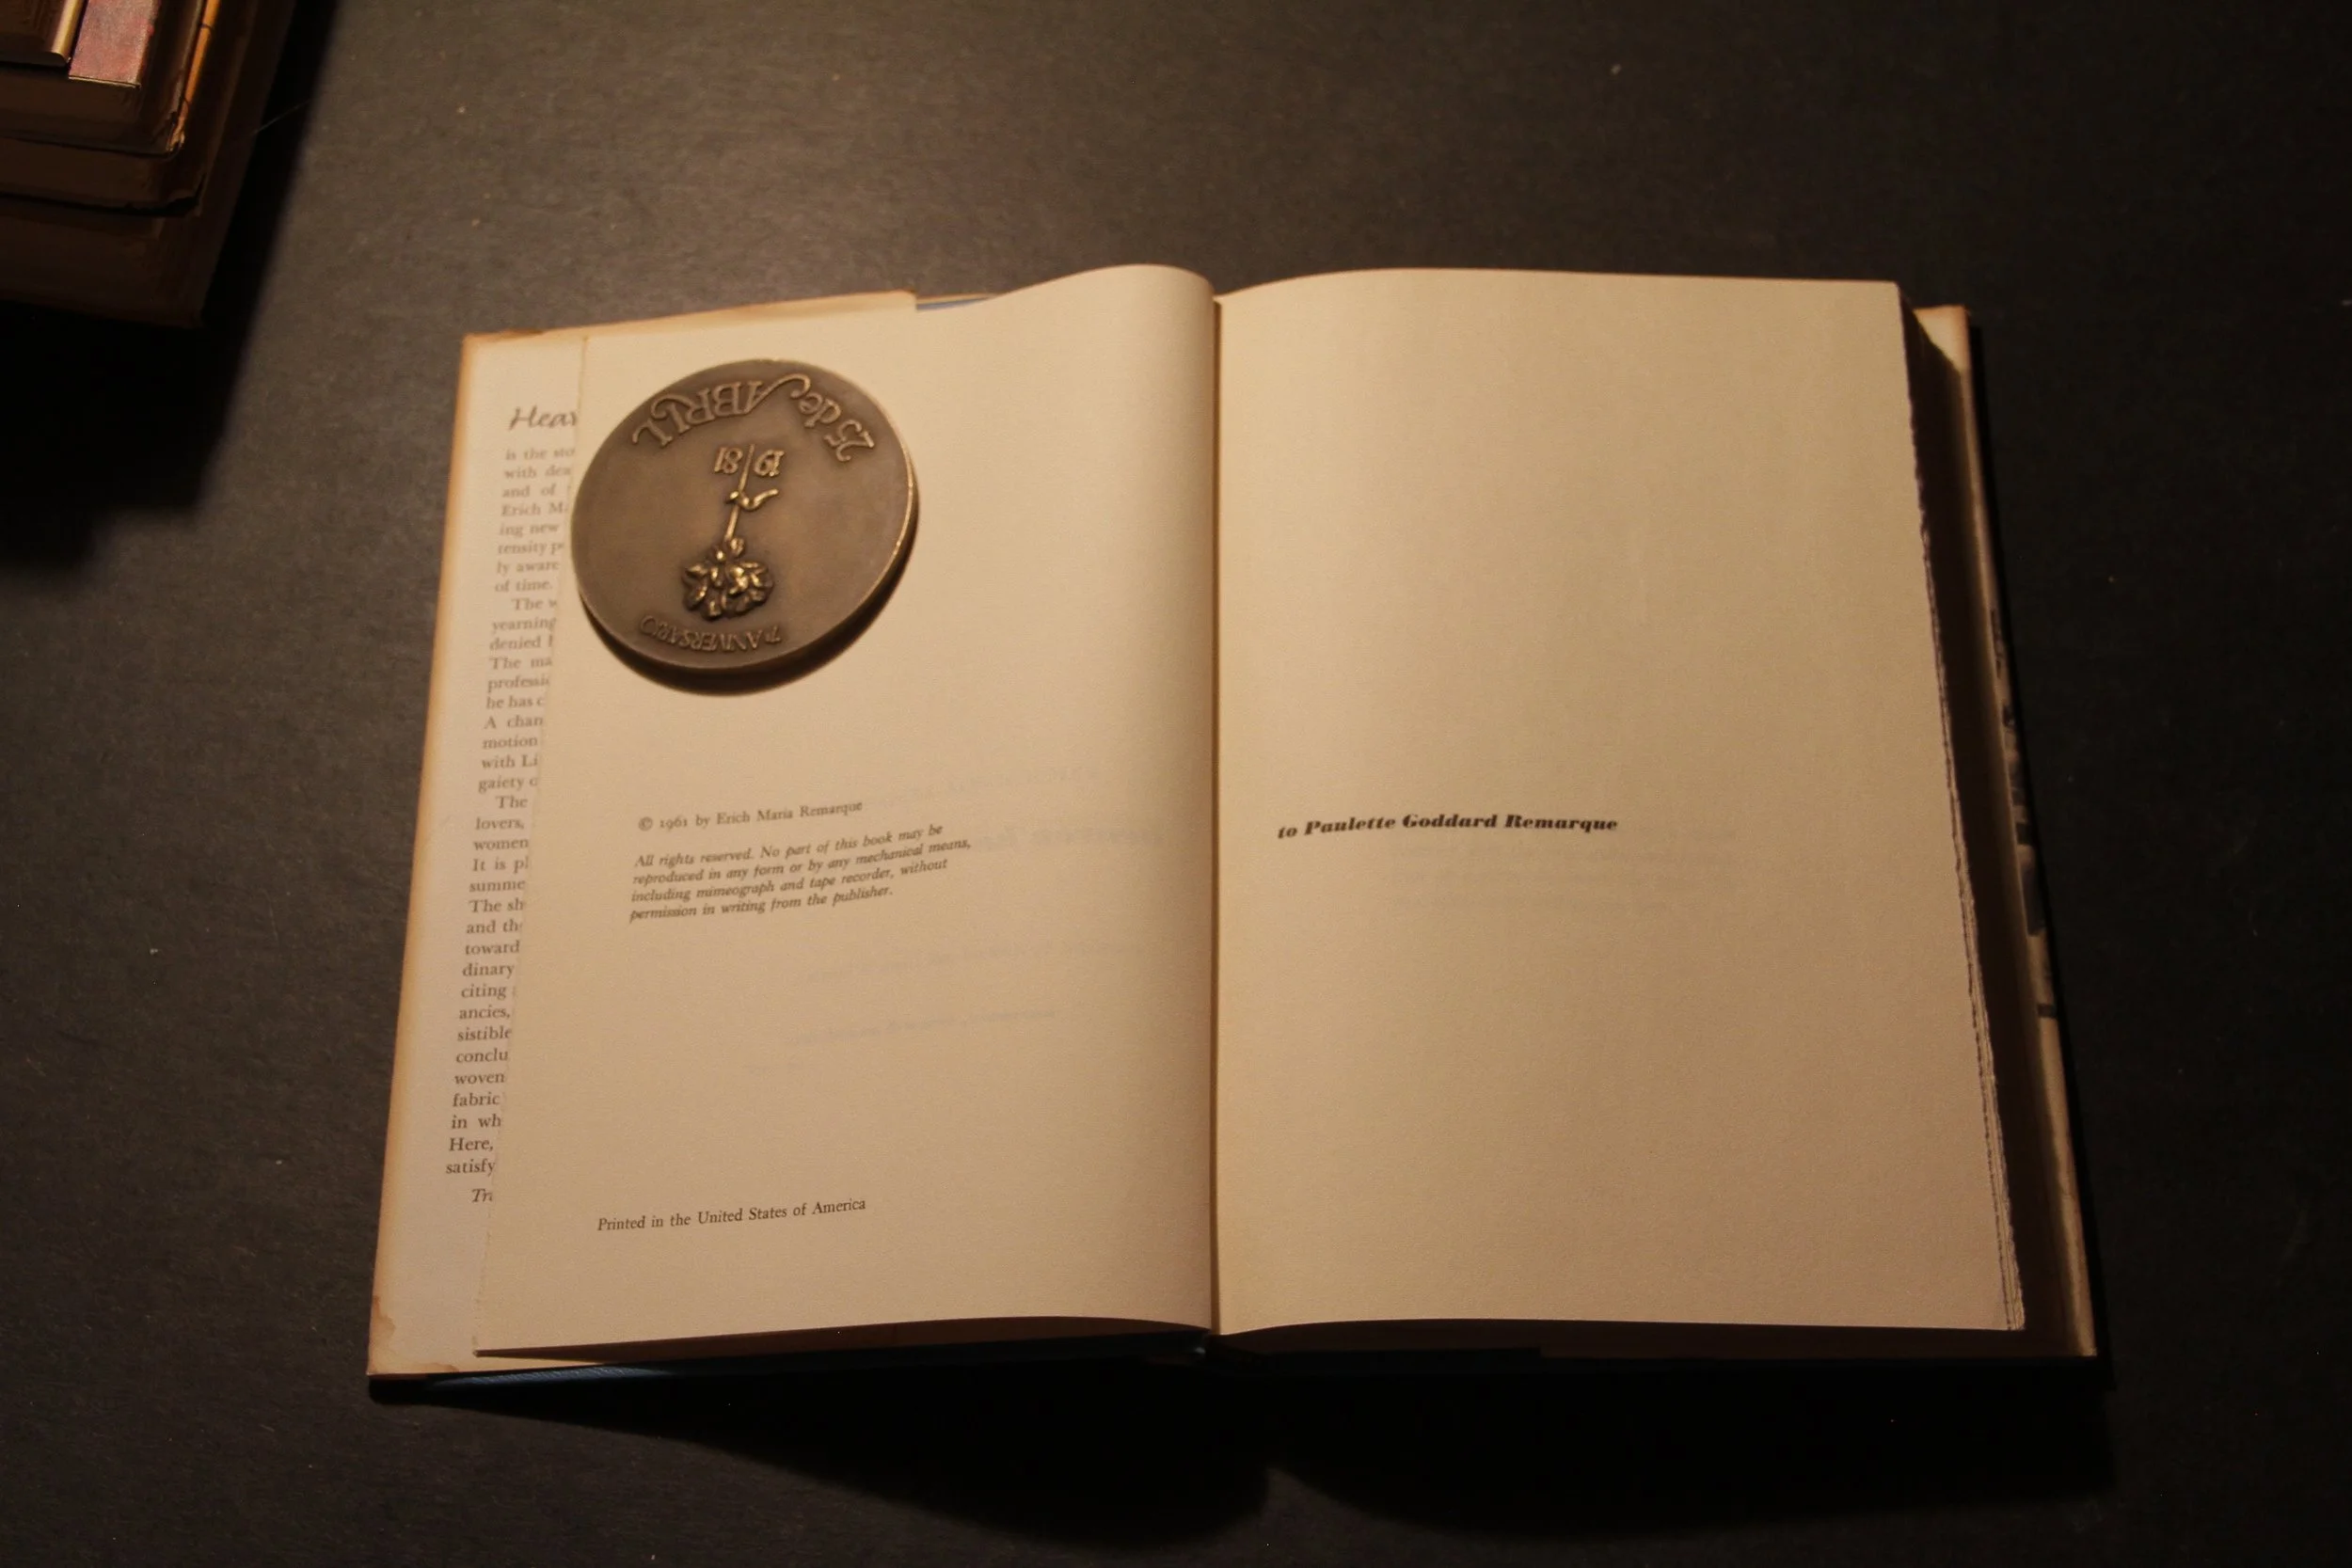 Hea
is the sto
with dea
and of
Erich M
ing new
tensity p
ly aware
of time.
The w
yearning
denied
The ma
professi
he has c
A chan
motion
with Li
gaiety o
The
lovers,
women
It is pl
summe
The sh
and th
toward
dinary
citing
ancies,
sistible
conclu
woven
fabric
in wh
Here,
satisfy
Tr
25 de ABRIL
19 81
7º ANIVERSARIO
© 1961 by Erich Maria Remarque
All rights reserved. No part of this book may be
reproduced in any form or by any mechanical means,
including mimeograph and tape recorder, without
permission in writing from the publisher.
Printed in the United States of America
to Paulette Goddard Remarque